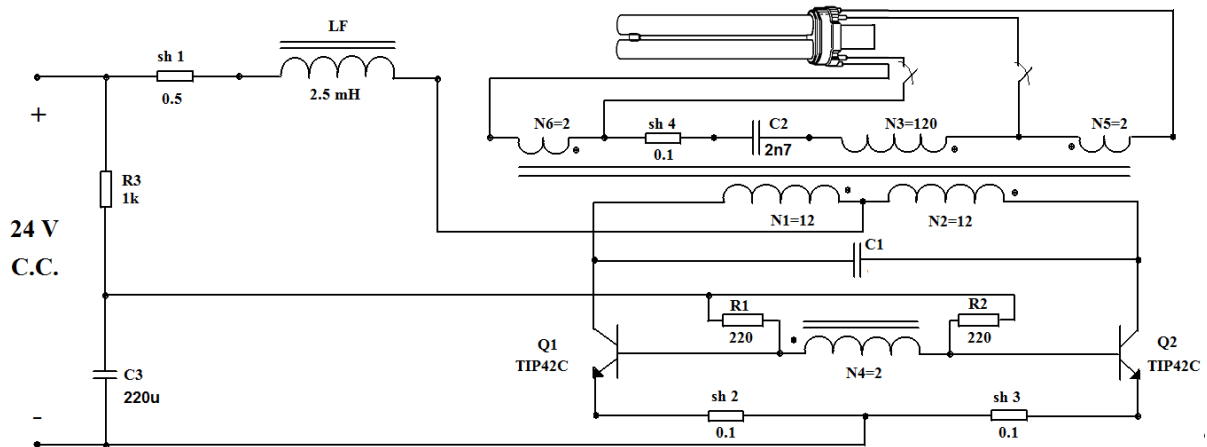 LF
sh 1
0.5
2.5 mH
+
N6=2
sh 4
0.1
C2
2n7
N3=120
N5=2
R3
1k
N1=12
N2=12
24 V
C.C.
C1
R1
220
R2
220
Q1
TIP42C
N4=2
Q2
TIP42C
C3
220u
sh 2
0.1
sh 3
0.1
-